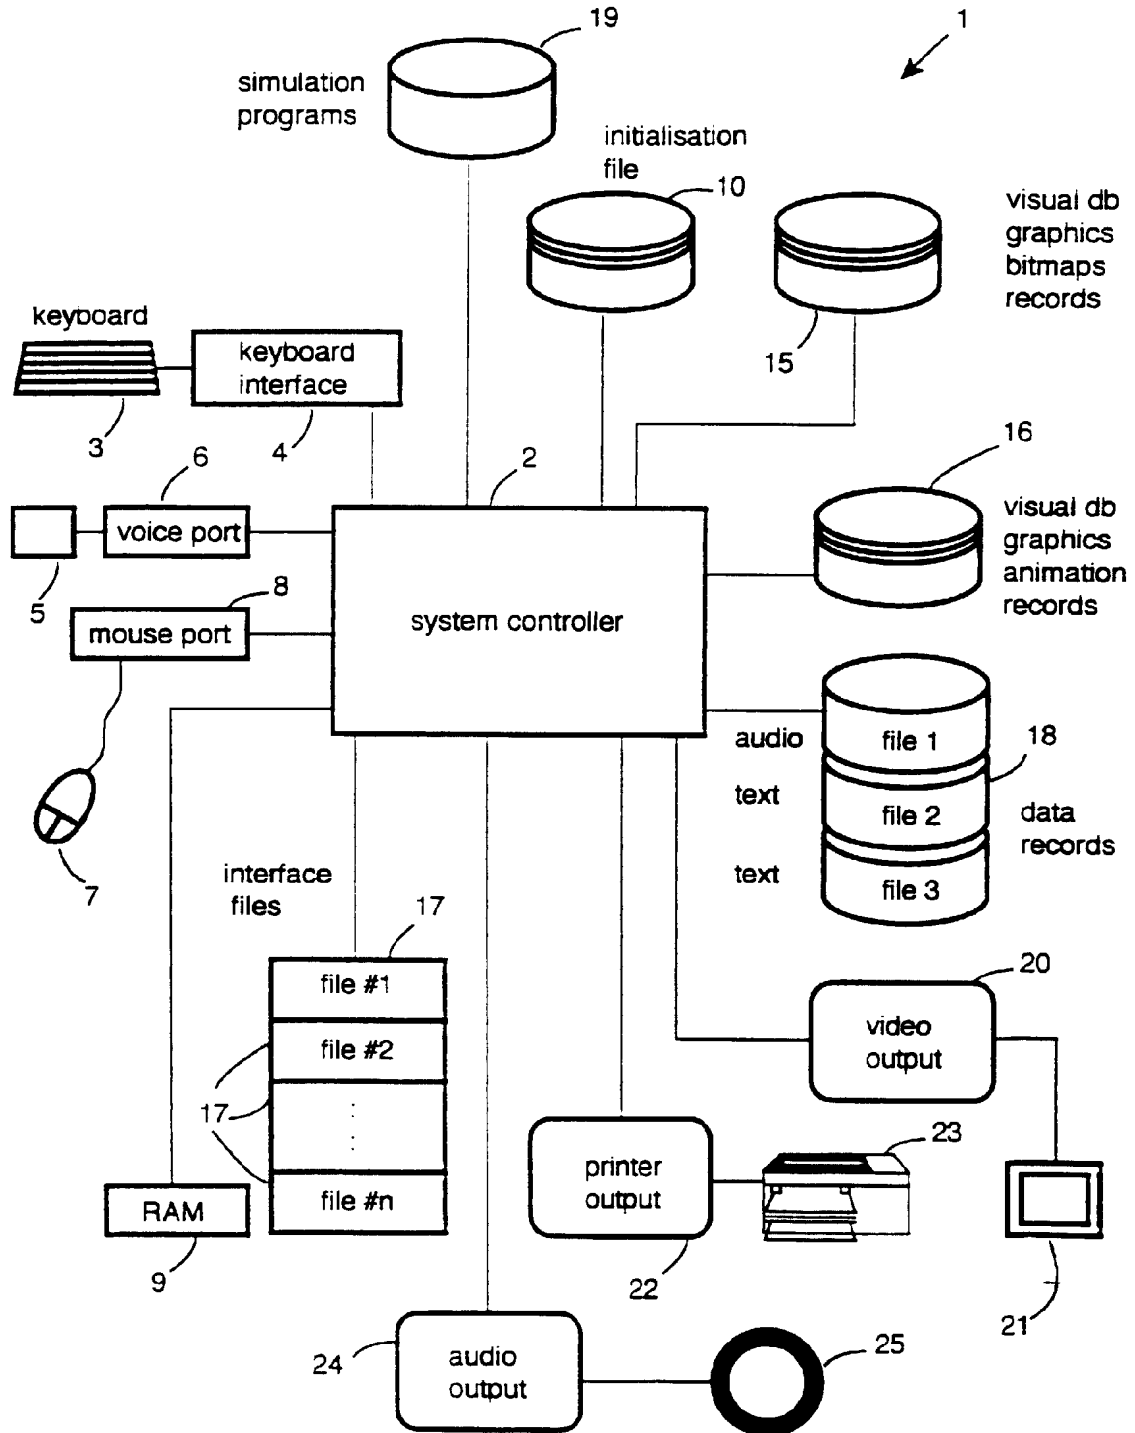 19
1
simulation
programs
initialisation
file
10
visual db
graphics
bitmaps
records
keyboard
keyboard
interface
15
3
4
6
2
16
voice port
visual db
graphics
animation
records
5
8
mouse port
system controller
audio
file 1
18
text
file 2
data
records
7
interface
files
text
file 3
17
20
file #1
video
output
file #2
17
23
printer
output
RAM
file #n
9
22
21
24
audio
output
25